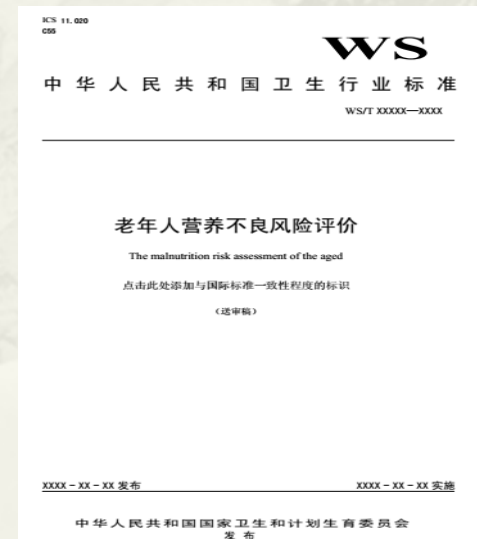 ICS 11.020
C55
WS
中华人民共和国卫生行业标准
WS/T XXXXX—XXXX
老年人营养不良风险评价
The malnutrition risk assessment of the aged
点击此处添加与国际标准一致性程度的标识
（送审稿）
XXXX－XX－XX 发布
XXXX－XX－XX 实施
中华人民共和国国家卫生和计划生育委员会
发 布